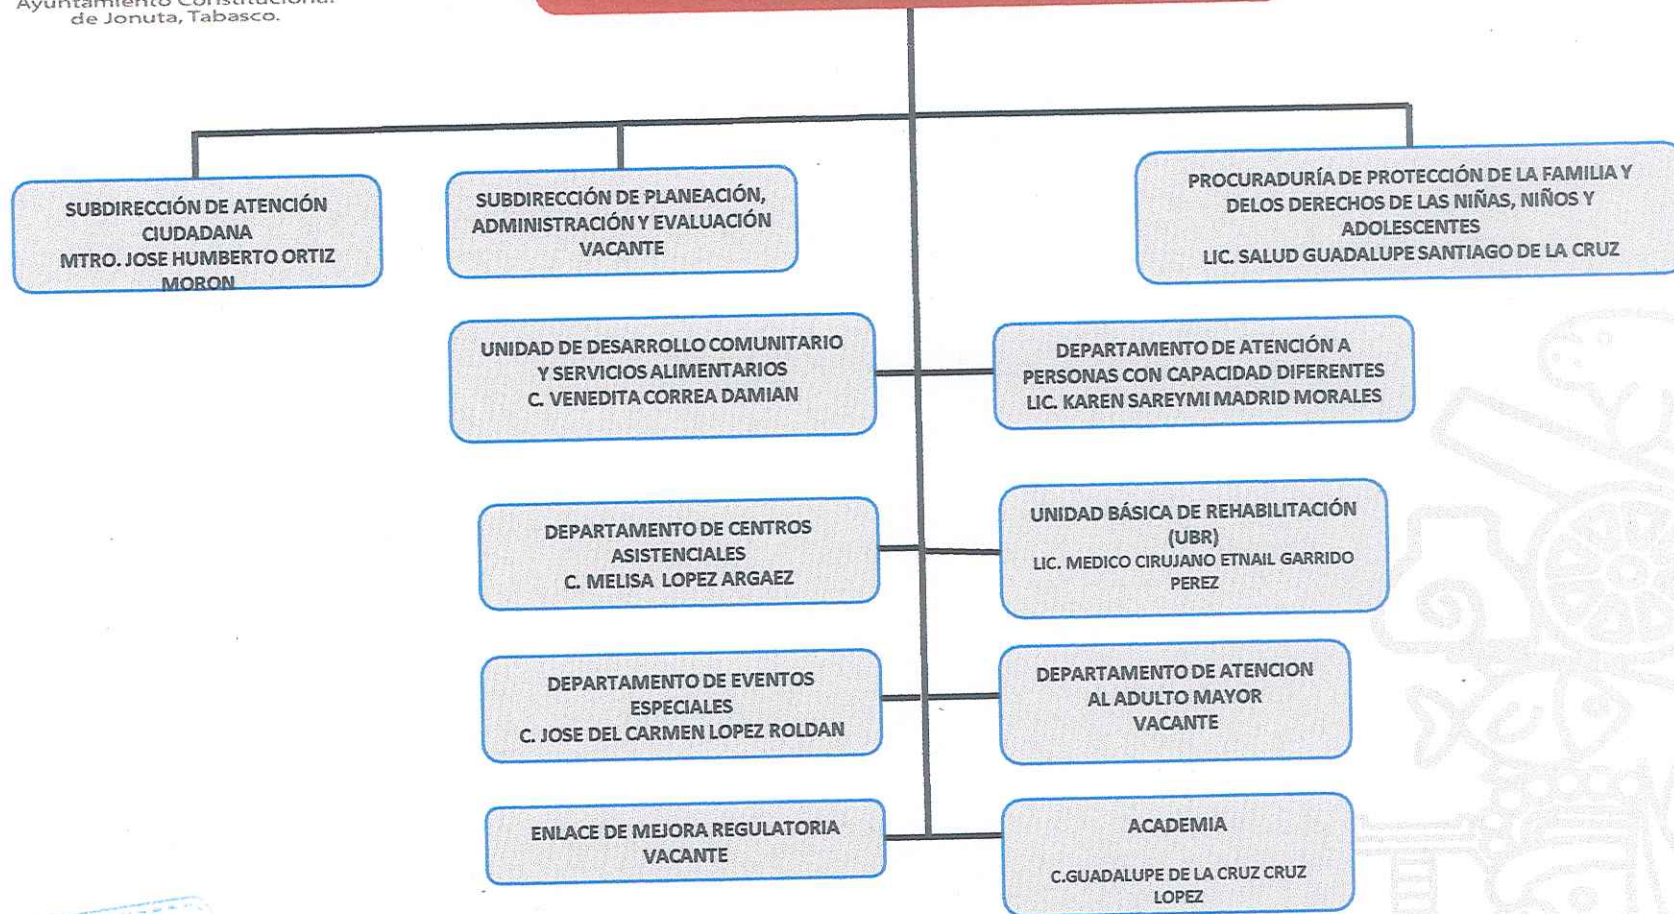 Ayuntamiento Constitucional
de Jonuta, Tabasco.
SUBDIRECCIÓN DE ATENCIÓN
CIUDADANA
MTRO. JOSE HUMBERTO ORTIZ
MORON
SUBDIRECCIÓN DE PLANEACIÓN,
ADMINISTRACIÓN Y EVALUACIÓN
VACANTE
PROCURADURÍA DE PROTECCIÓN DE LA FAMILIA Y
DELOS DERECHOS DE LAS NIÑAS, NIÑOS Y
ADOLESCENTES
LIC. SALUD GUADALUPE SANTIAGO DE LA CRUZ
UNIDAD DE DESARROLLO COMUNITARIO
Y SERVICIOS ALIMENTARIOS
C. VENEDITA CORREA DAMIAN
DEPARTAMENTO DE ATENCIÓN A
PERSONAS CON CAPACIDAD DIFERENTES
LIC. KAREN SAREYMI MADRID MORALES
DEPARTAMENTO DE CENTROS
ASISTENCIALES
C. MELISA LOPEZ ARGAEZ
UNIDAD BÁSICA DE REHABILITACIÓN
(UBR)
LIC. MEDICO CIRUJANO ETNAIL GARRIDO
PEREZ
DEPARTAMENTO DE EVENTOS
ESPECIALES
C. JOSE DEL CARMEN LOPEZ ROLDAN
DEPARTAMENTO DE ATENCION
AL ADULTO MAYOR
VACANTE
ENLACE DE MEJORA REGULATORIA
VACANTE
ACADEMIA
C.GUADALUPE DE LA CRUZ CRUZ
LOPEZ